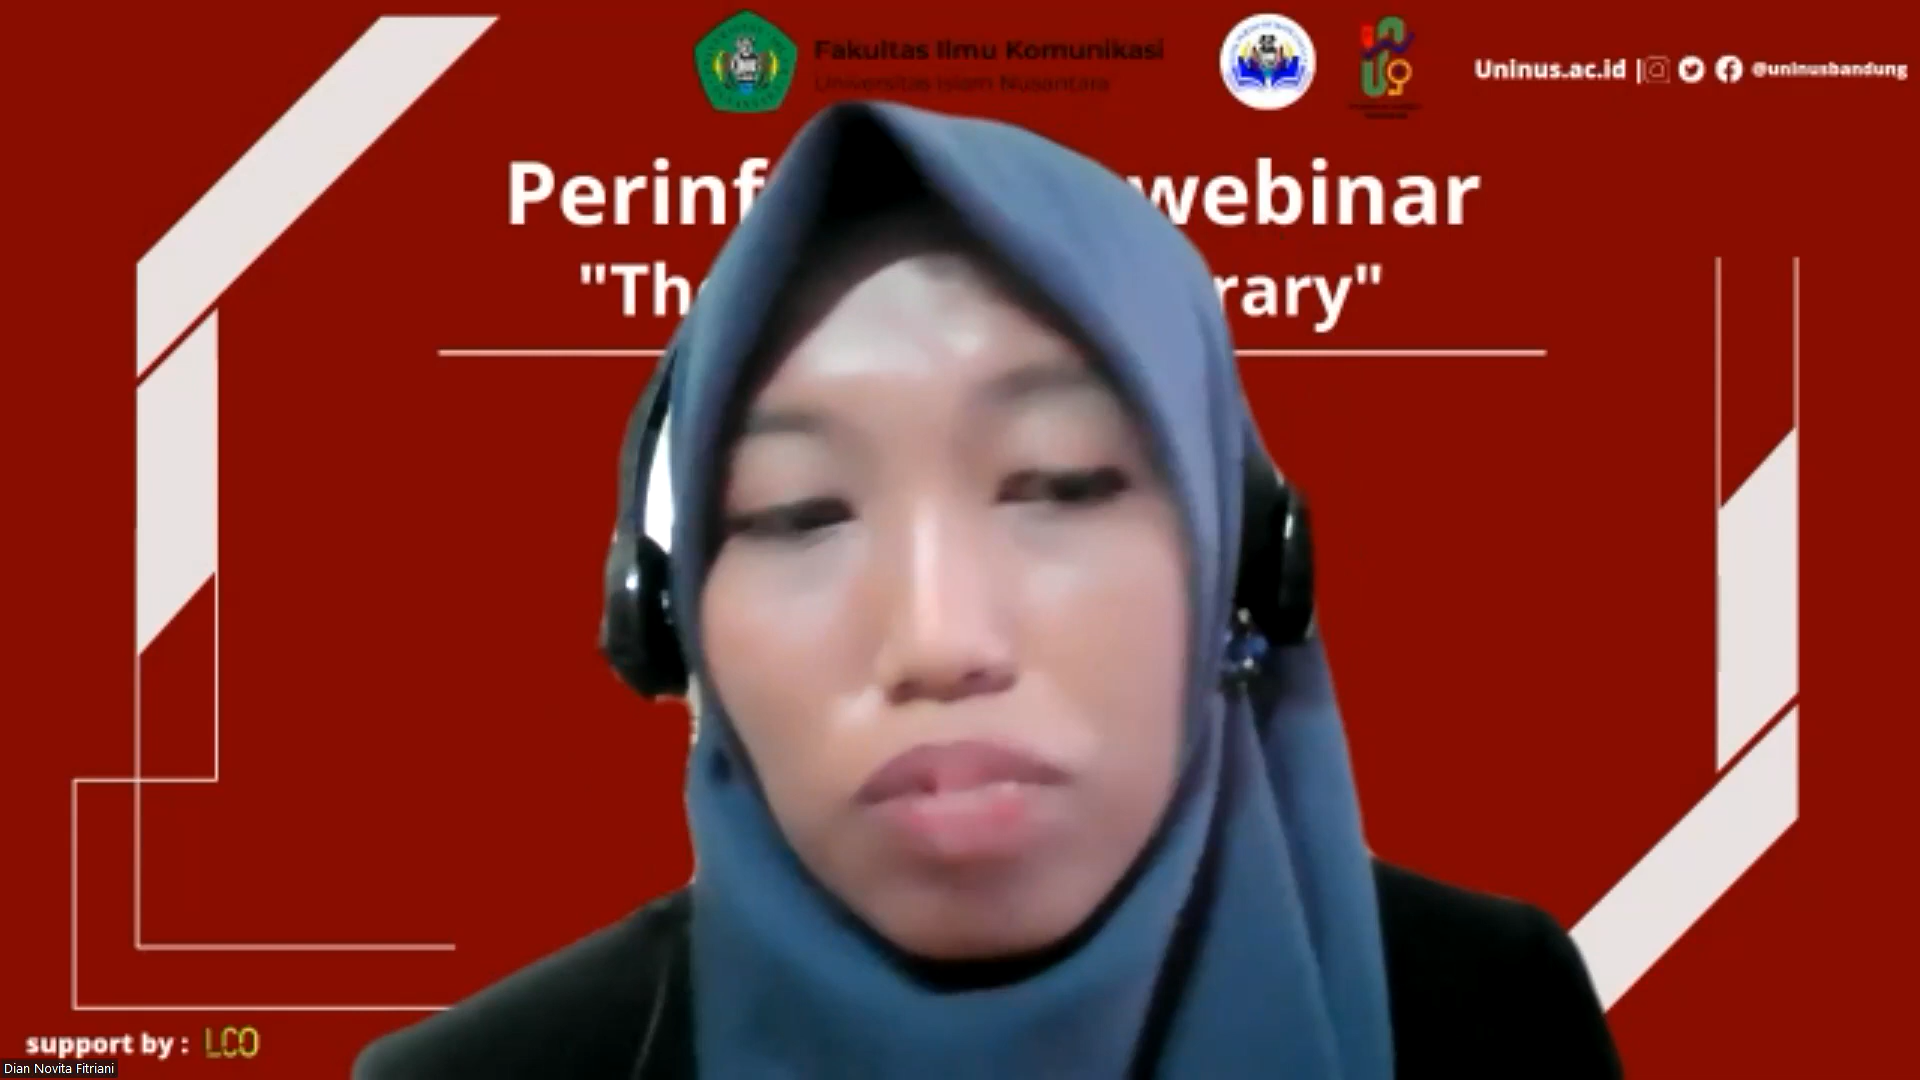 Fakultas Ilmu Komunikasi
Universitas Islam Nusantara
Uninus.ac.id | @uninusbandung
Perinf webinar
"The rary"
support by : LCO
Dian Novita Fitriani